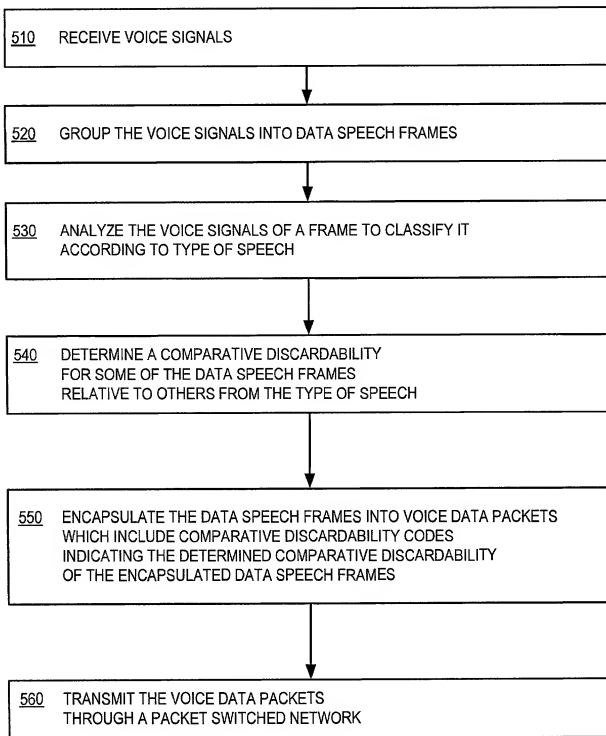 510 RECEIVE VOICE SIGNALS
520 GROUP THE VOICE SIGNALS INTO DATA SPEECH FRAMES
530 ANALYZE THE VOICE SIGNALS OF A FRAME TO CLASSIFY IT
ACCORDING TO TYPE OF SPEECH
540 DETERMINE A COMPARATIVE DISCARDABILITY
FOR SOME OF THE DATA SPEECH FRAMES
RELATIVE TO OTHERS FROM THE TYPE OF SPEECH
550 ENCAPSULATE THE DATA SPEECH FRAMES INTO VOICE DATA PACKETS
WHICH INCLUDE COMPARATIVE DISCARDABILITY CODES
INDICATING THE DETERMINED COMPARATIVE DISCARDABILITY
OF THE ENCAPSULATED DATA SPEECH FRAMES
560 TRANSMIT THE VOICE DATA PACKETS
THROUGH A PACKET SWITCHED NETWORK